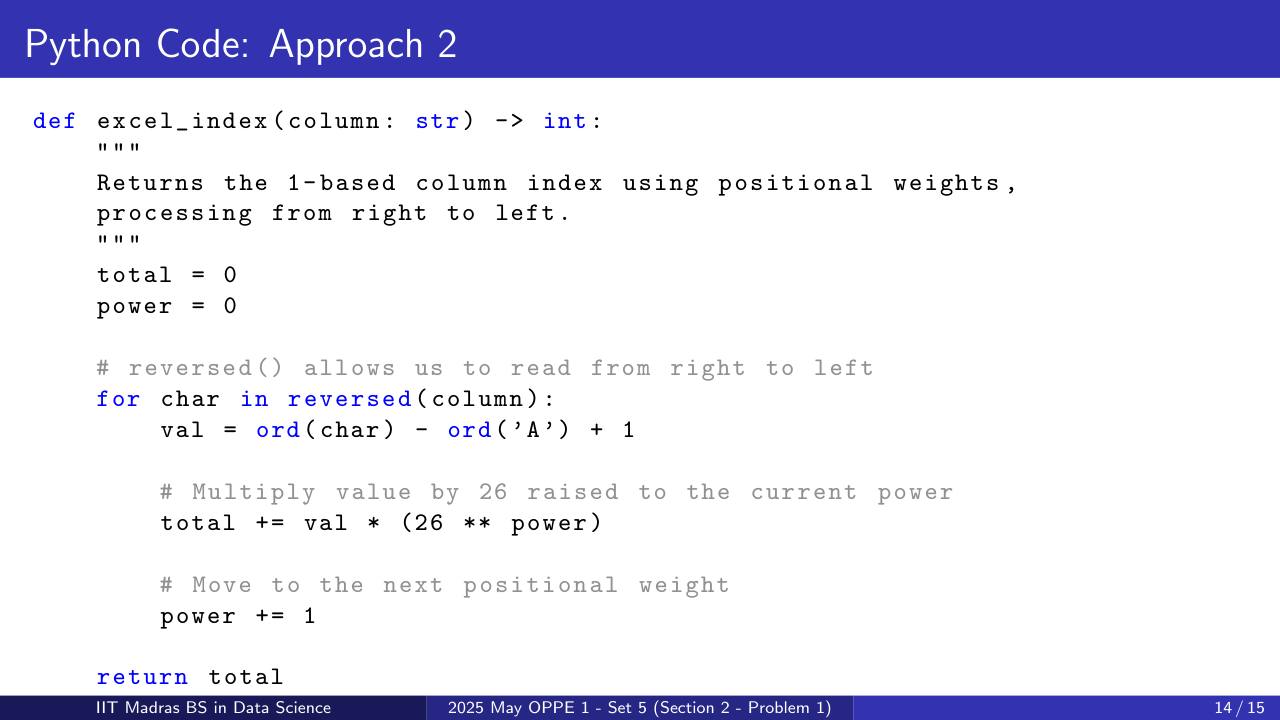 Python Code: Approach 2
def excel_index(column: str) -> int:
    """
    Returns the 1-based column index using positional weights,
    processing from right to left.
    """
    total = 0
    power = 0
    # reversed() allows us to read from right to left
    for char in reversed(column):
        val = ord(char) - ord('A') + 1
        # Multiply value by 26 raised to the current power
        total += val * (26 ** power)
        # Move to the next positional weight
        power += 1
    return total
IIT Madras BS in Data Science
2025 May OPPE 1 - Set 5 (Section 2 - Problem 1)
14 / 15